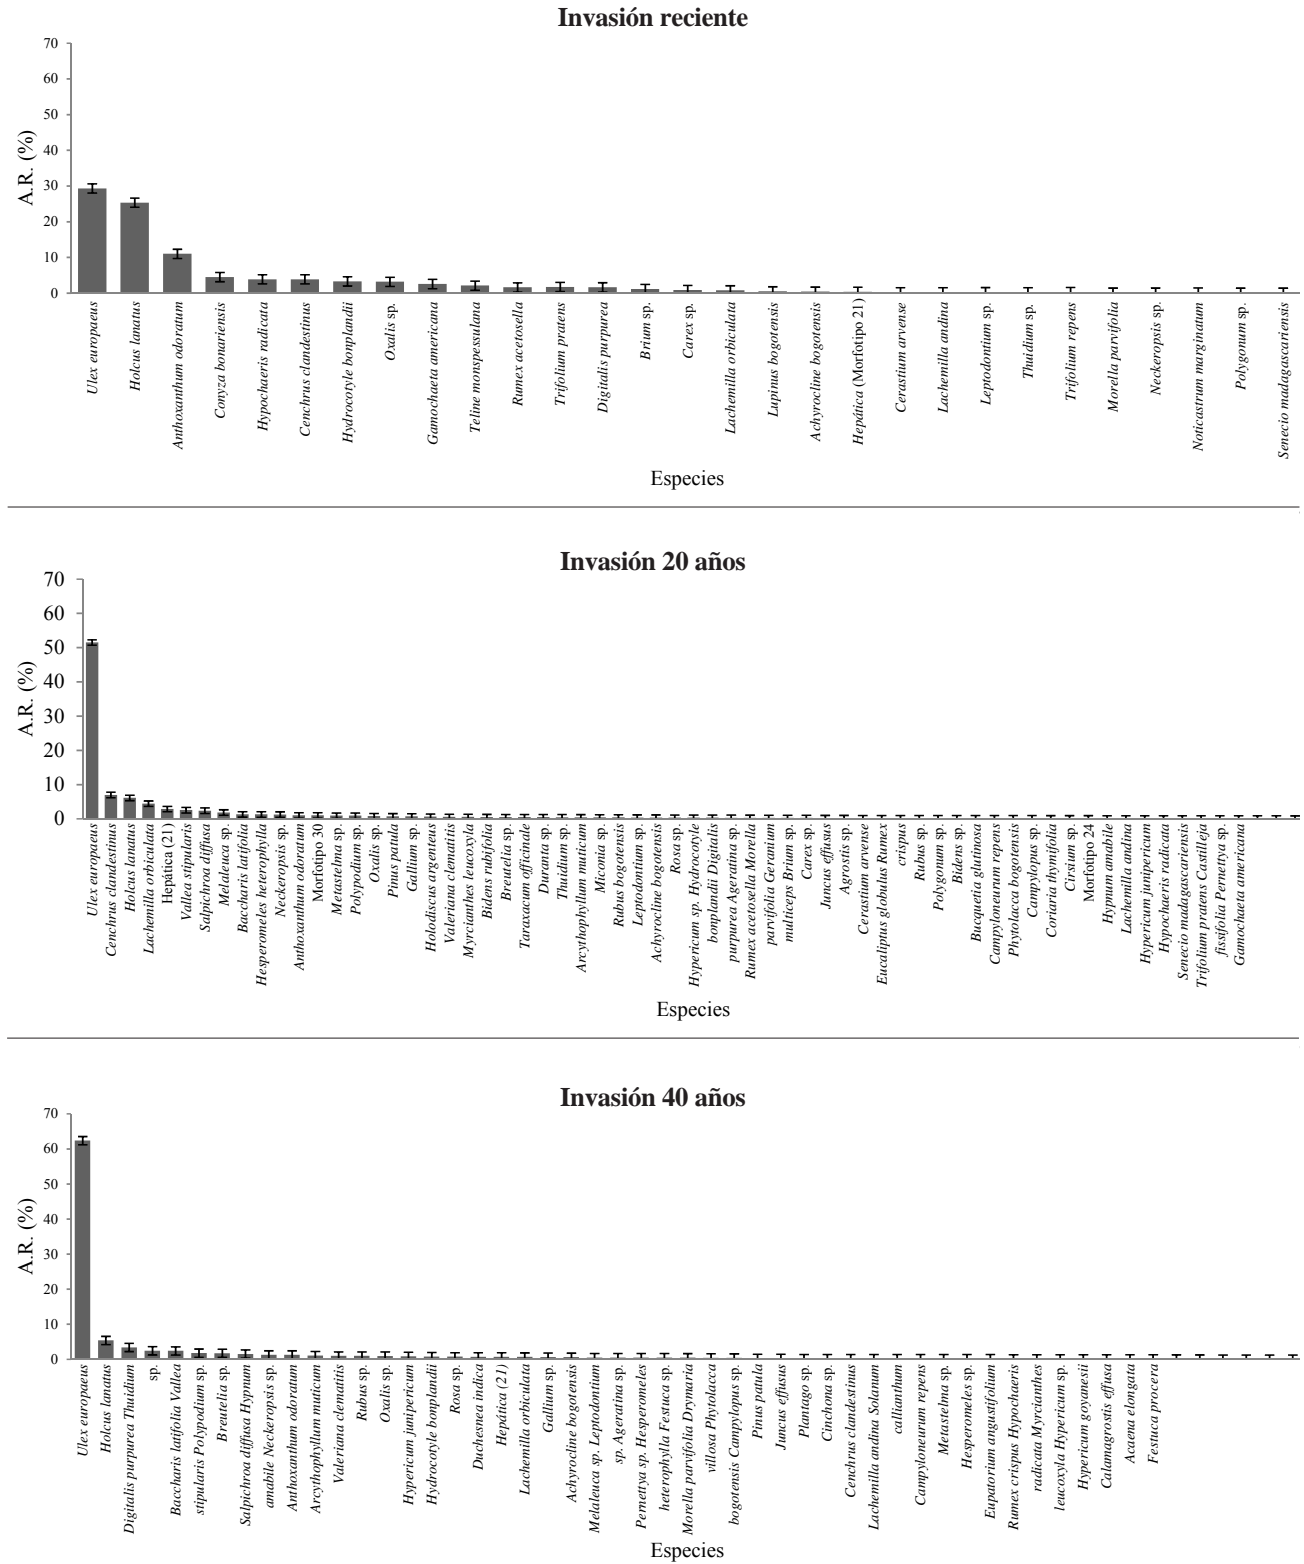 Invasión reciente
70
60
50
40
30
20
10
0
A.R. (%)
Ulex europaeus
Holcus lanatus
Anthoxanthum odoratum
Conyza bonariensis
Hypochaeris radicata
Cenchrus clandestinus
Hydrocotyle bonplandii
Oxalis sp.
Gamochaeta americana
Teline monspessulana
Rumex acetosella
Trifolium pratens
Digitalis purpurea
Brium sp.
Carex sp.
Lachemilla orbiculata
Lupinus bogotensis
Achyrocline bogotensis
Hepática (Morfotipo 21)
Cerastium arvense
Lachemilla andina
Leptodontium sp.
Thuidium sp.
Trifolium repens
Morella parvifolia
Neckeropsis sp.
Noticastrum marginatum
Polygonum sp.
Senecio madagascariensis
Especies
Invasión 20 años
70
60
50
40
30
20
10
0
A.R. (%)
Ulex europaeus
Cenchrus clandestinus
Holcus lanatus
Lachemilla orbiculata
Hepática (21)
Vallea stipularis
Salpichroa diffusa
Melaleuca sp.
Baccharis latifolia
Hesperomeles heterophylla
Neckeropsis sp.
Anthoxanthum odoratum
Morfotipo 30
Metastelma sp.
Polypodium sp.
Oxalis sp.
Pinus patula
Gallium sp.
Holodiscus argenteus
Valeriana clematitis
Myrcianthes leucoxyla
Bidens rubifolia
Breutelia sp.
Taraxacum officinale
Duranta sp.
Thuidium sp.
Arcythophyllum muticum
Miconia sp.
Rubus bogotensis
Leptodontium sp.
Achyrocline bogotensis
Rosa sp.
Hypericum sp. Hydrocotyle
bonplandii Digitalis
purpurea Ageratina sp.
Rumex acetosella Morella
parvifolia Geranium
multiceps Brium sp.
Carex sp.
Juncus effusus
Agrostis sp.
Cerastium arvense
Eucaliptus globulus Rumex
crispus
Rubus sp.
Polygonum sp.
Bidens sp.
Bucquetia glutinosa
Campyloneurum repens
Phytolacca bogotensis
Campylopus sp.
Coriaria thymifolia
Cirsium sp.
Morfotipo 24
Hypnum amabile
Lachemilla andina
Hypericum junipericum
Hypochaeris radicata
Senecio madagascariensis
Trifolium pratens Castilleja
fissifolia Pernettya sp.
Gamochaeta americana
Especies
Invasión 40 años
70
60
50
40
30
20
10
0
A.R. (%)
Ulex europaeus
Holcus lanatus
Digitalis purpurea Thuidium
sp.
Baccharis latifolia Vallea
stipularis Polypodium sp.
Breutelia sp.
Salpichroa diffusa Hypnum
amabile Neckeropsis sp.
Anthoxanthum odoratum
Arcythophyllum muticum
Valeriana clematitis
Rubus sp.
Oxalis sp.
Hypericum junipericum
Hydrocotyle bonplandii
Rosa sp.
Duchesnea indica
Hepática (21)
Lachemilla orbiculata
Gallium sp.
Achyrocline bogotensis
Melaleuca sp. Leptodontium
sp. Ageratina sp.
Pernettya sp. Hesperomeles
heterophylla Festuca sp.
Morella parvifolia Drymaria
villosa Phytolacca
bogotensis Campylopus sp.
Pinus patula
Juncus effusus
Plantago sp.
Cinchona sp.
Cenchrus clandestinus
Lachemilla andina Solanum
callianthum
Campyloneurum repens
Metastehna sp.
Hesperomeles sp.
Eupatorium angustifolium
Rumex crispus Hypochaeris
radicata Myrcianthes
leucoxyla Hypericum sp.
Hypericum goyanesii
Calamagrostis effusa
Acaena elongata
Festuca procera
Especies